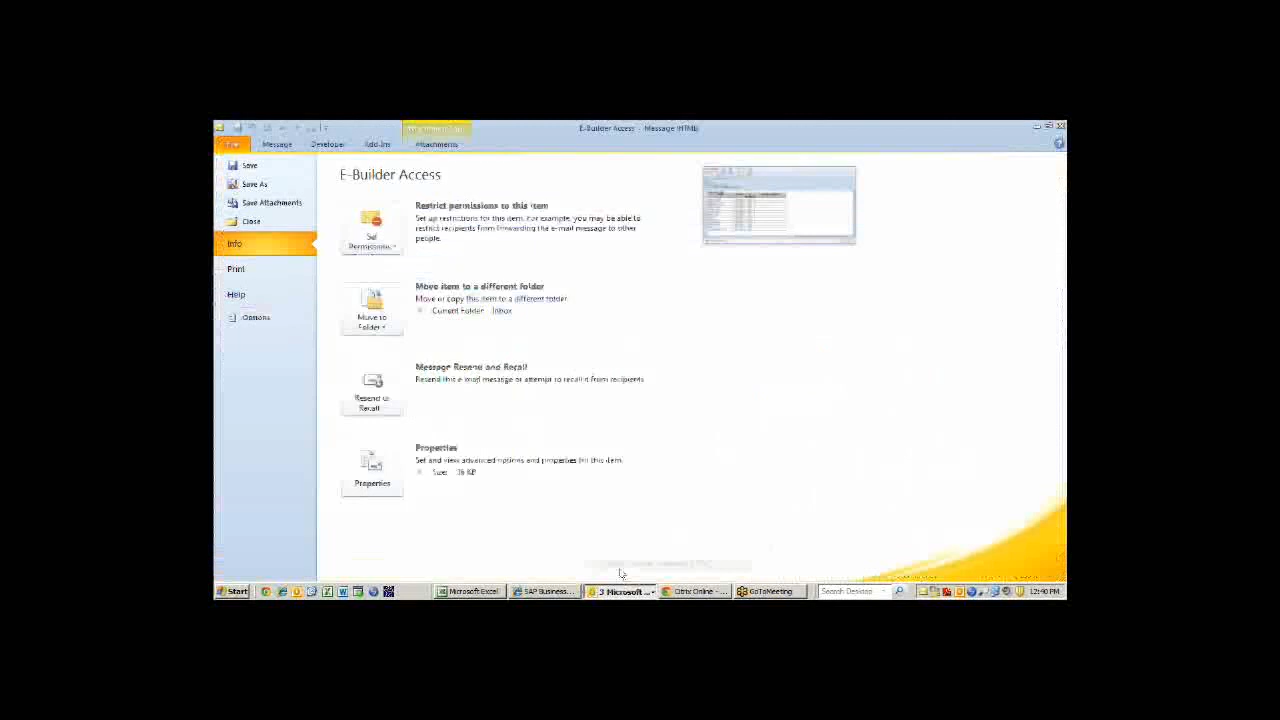 E-Builder Access - Message (HTML)
File Message Developer Add-Ins Attachments
Save
Save As
Save Attachments
Close
Info
Print
Help
Options
E-Builder Access
Set Permissions
Restrict permissions to this item
Set up restrictions for this item. For example, you may be able to
restrict recipients from forwarding the e-mail message to other
people.
Move to
Folder
Move item to a different folder
Move or copy this item to a different folder
Current Folder Inbox
Resend or
Recall
Message Resend and Recall
Resend this e-mail message or attempt to recall it from recipients
Properties
Properties
Set and view advanced options and properties for this item
Size
Start Microsoft Excel SAP Business... 3 Microsoft ... Citrix Online - ... GoToMeeting Search Desktop 12:40 PM